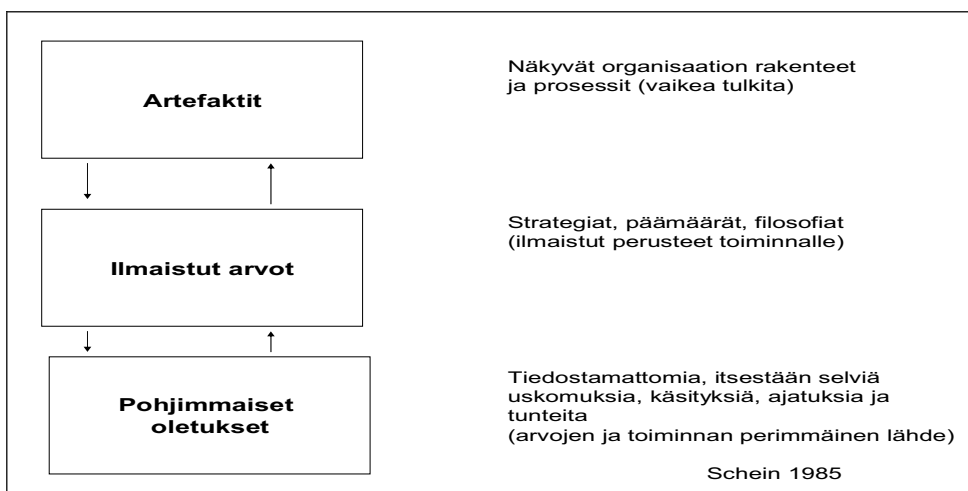 Artefaktit
Näkyvät organisaation rakenteet
ja prosessit (vaikea tulkita)
Ilmaistut arvot
Strategiat, päämäärät, filosofiat
(ilmaistut perusteet toiminnalle)
Pohjimmaiset
oletukset
Tiedostamattomia, itsestään selviä
uskomuksia, käsityksiä, ajatuksia ja
tunteita
(arvojen ja toiminnan perimmäinen lähde)
Schein 1985